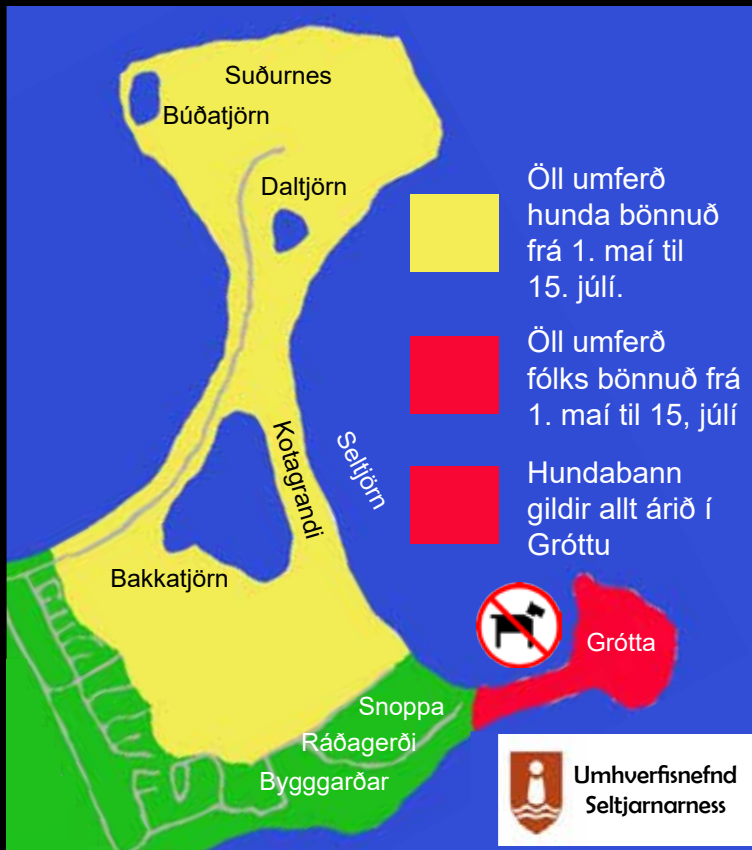 Suðurnes
Búðatjörn
Daltjörn
Öll umferð
hunda bönnuð
frá 1. maí til
15. júlí.
Öll umferð
fólks bönnuð frá
1. maí til 15, júlí
Kotagrandi
Seltjörn
Hundabann
gildir allt árið í
Gróttu
Bakkatjörn
Grótta
Snoppa
Ráðagerði
Bygggarðar
Umhverfisnefnd
Seltjarnarness